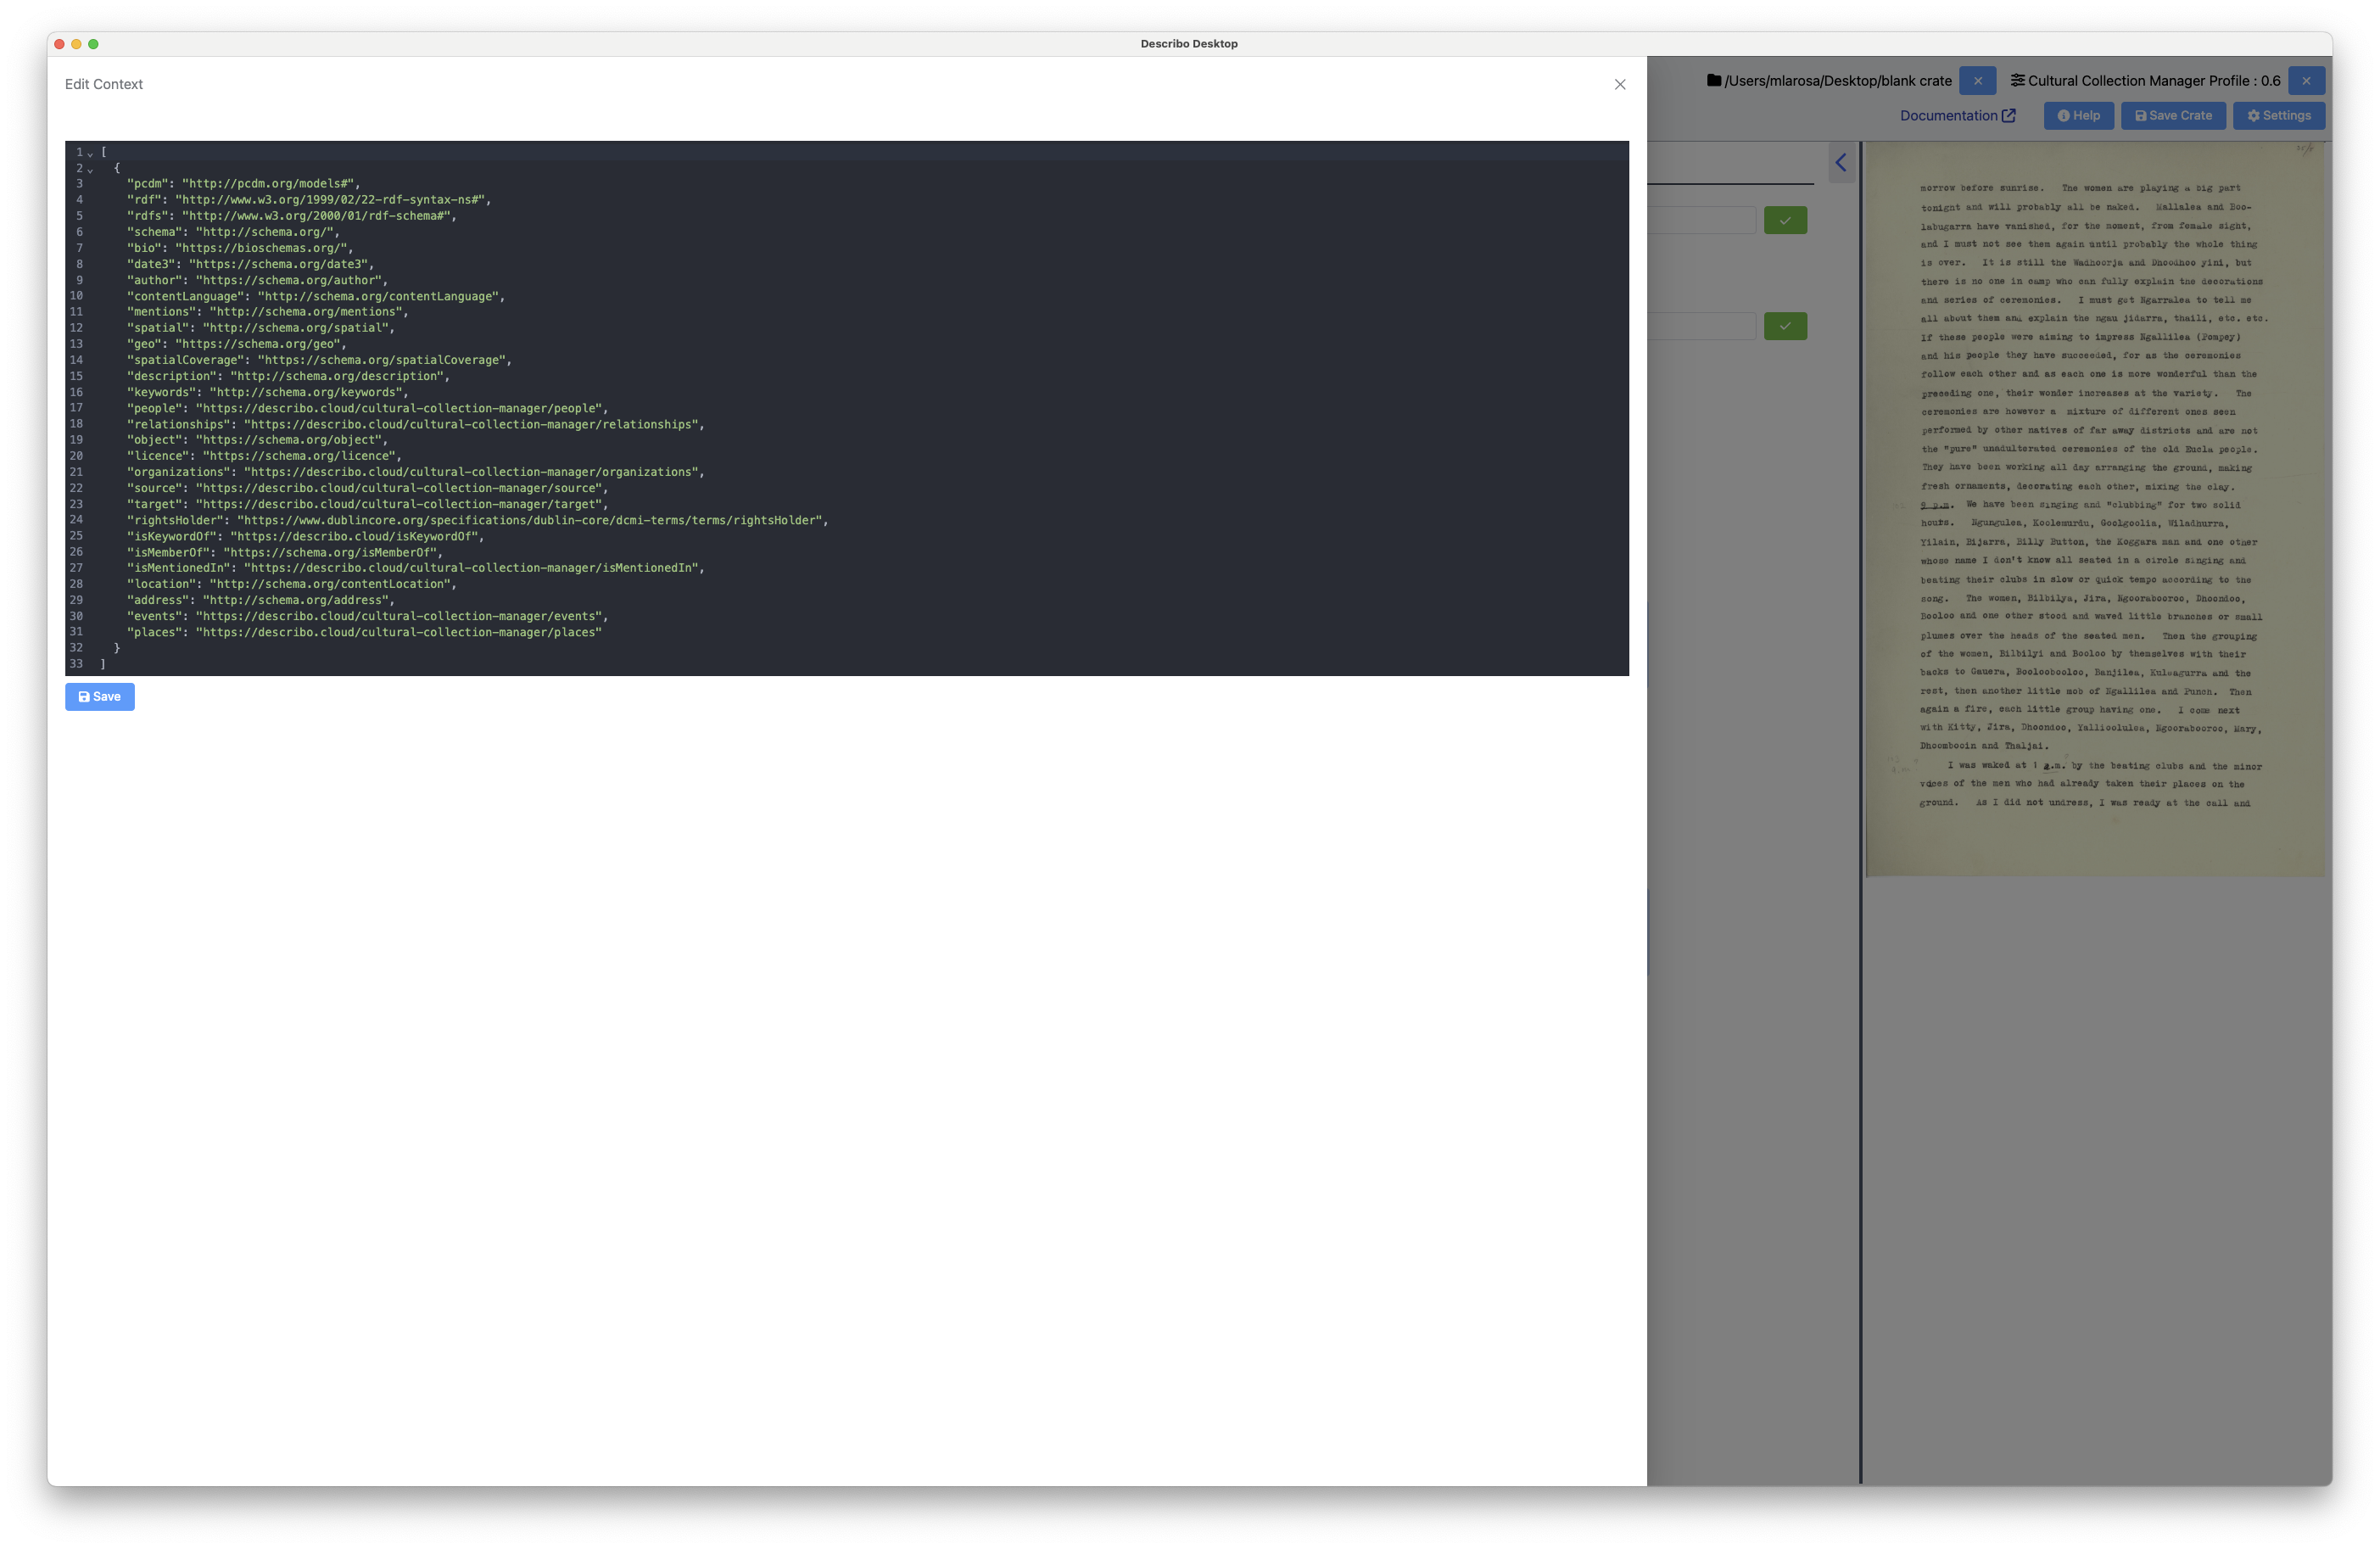 Describo Desktop
Edit Context
/Users/mlarosa/Desktop/blank crate
Cultural Collection Manager Profile : 0.6
Documentation
Help
Save Crate
Settings
1 [
2 {
3 "pcdm": "http://pcdm.org/models#",
4 "rdf": "http://www.w3.org/1999/02/22-rdf-syntax-ns#",
5 "rdfs": "http://www.w3.org/2000/01/rdf-schema#",
6 "schema": "http://schema.org/",
7 "bio": "https://bioschemas.org/",
8 "date3": "https://schema.org/date3",
9 "author": "https://schema.org/author",
10 "contentLanguage": "http://schema.org/contentLanguage",
11 "mentions": "http://schema.org/mentions",
12 "spatial": "http://schema.org/spatial",
13 "geo": "https://schema.org/geo",
14 "spatialCoverage": "https://schema.org/spatialCoverage",
15 "description": "http://schema.org/description",
16 "keywords": "http://schema.org/keywords",
17 "people": "https://describo.cloud/cultural-collection-manager/people",
18 "relationships": "https://describo.cloud/cultural-collection-manager/relationships",
19 "object": "https://schema.org/object",
20 "licence": "https://schema.org/licence",
21 "organizations": "https://describo.cloud/cultural-collection-manager/organizations",
22 "source": "https://describo.cloud/cultural-collection-manager/source",
23 "target": "https://describo.cloud/cultural-collection-manager/target",
24 "rightsHolder": "https://www.dublincore.org/specifications/dublin-core/dcmi-terms/terms/rightsHolder",
25 "isKeywordOf": "https://describo.cloud/isKeywordOf",
26 "isMemberOf": "https://schema.org/isMemberOf",
27 "isMentionedIn": "https://describo.cloud/cultural-collection-manager/isMentionedIn",
28 "location": "http://schema.org/contentLocation",
29 "address": "http://schema.org/address",
30 "events": "https://describo.cloud/cultural-collection-manager/events",
31 "places": "https://describo.cloud/cultural-collection-manager/places"
32 }
33 ]
Save
morrow before sunrise. The women are playing a big part
tonight and will probably all be naked. Mallalea and Boo-
labugarra have vanished, for the moment, from female sight,
and I must not see them again until probably the whole thing
is over. It is still the Wadhoorja and Dhoodhoo yini, but
there is no one in camp who can fully explain the decorations
and series of ceremonies. I must get Ngarralea to tell me
all about them and explain the ngau jidarra, thaili, etc. etc.
If these people were aiming to impress Ngallilea (Pompey)
and his people they have succeeded, for as the ceremonies
follow each other and as each one is more wonderful than the
preseding one, their wonder increases at the variety. The
ceremonies are however a mixture of different ones seen
performed by other natives of far away districts and are not
the "pure" unadulterated ceremonies of the old Eucla people.
They have been working all day arranging the ground, making
fresh ornaments, decorating each other, mixing the clay.
p.m. We have been singing and "clubbing" for two solid
hours. Ngungulea, Koolemurdu, Goolgoolia, Wiladhurra,
Yilain, Bijarra, Billy Button, the Koggara man and one other
whose name I don't know all seated in a circle singing and
beating their clubs in slow or quick tempo according to the
song. The women, Bilbilya, Jira, Ngoorabooroo, Dhoondoo,
Booloo and one other stood and waved little branches or small
plumes over the heads of the seated men. Then the grouping
of the women, Bilbilyi and Booloo by themselves with their
backs to Gauera, Booloobooloo, Banjilea, and the
rest, then another little mob of Ngallilea and Punch. Then
again a fire, each little group having one. I come next
with Kitty, Jira, Dhoondoo, Yallioolulea, Ngoorabooroo, Mary,
Dhoombooin and Thaljai.
I was waked at 1 a.m. by the beating clubs and the minor
voices of the men who had already taken their places on the
ground. As I did not undress, I was ready at the call and